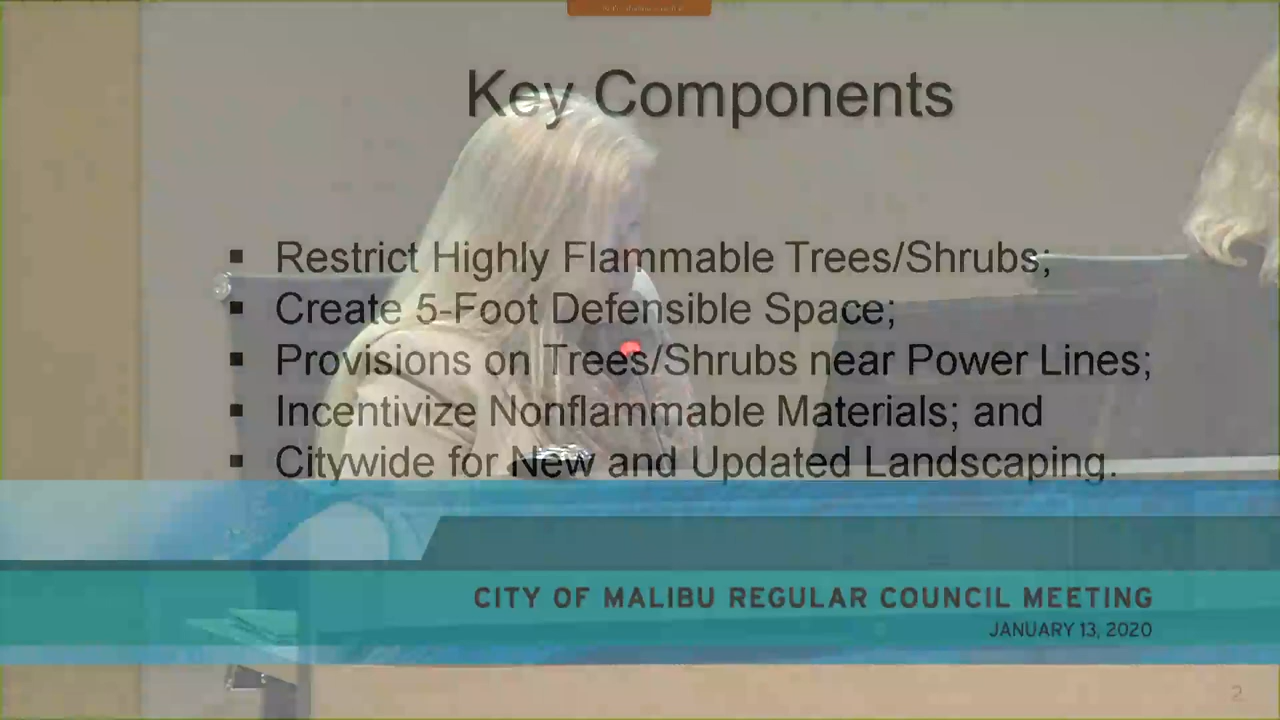 Key Components
▪ Restrict Highly Flammable Trees/Shrubs;
▪ Create 5-Foot Defensible Space;
▪ Provisions on Trees/Shrubs near Power Lines;
▪ Incentivize Nonflammable Materials; and
▪ Citywide for New and Updated Landscaping.
CITY OF MALIBU REGULAR COUNCIL MEETING
JANUARY 13, 2020
2